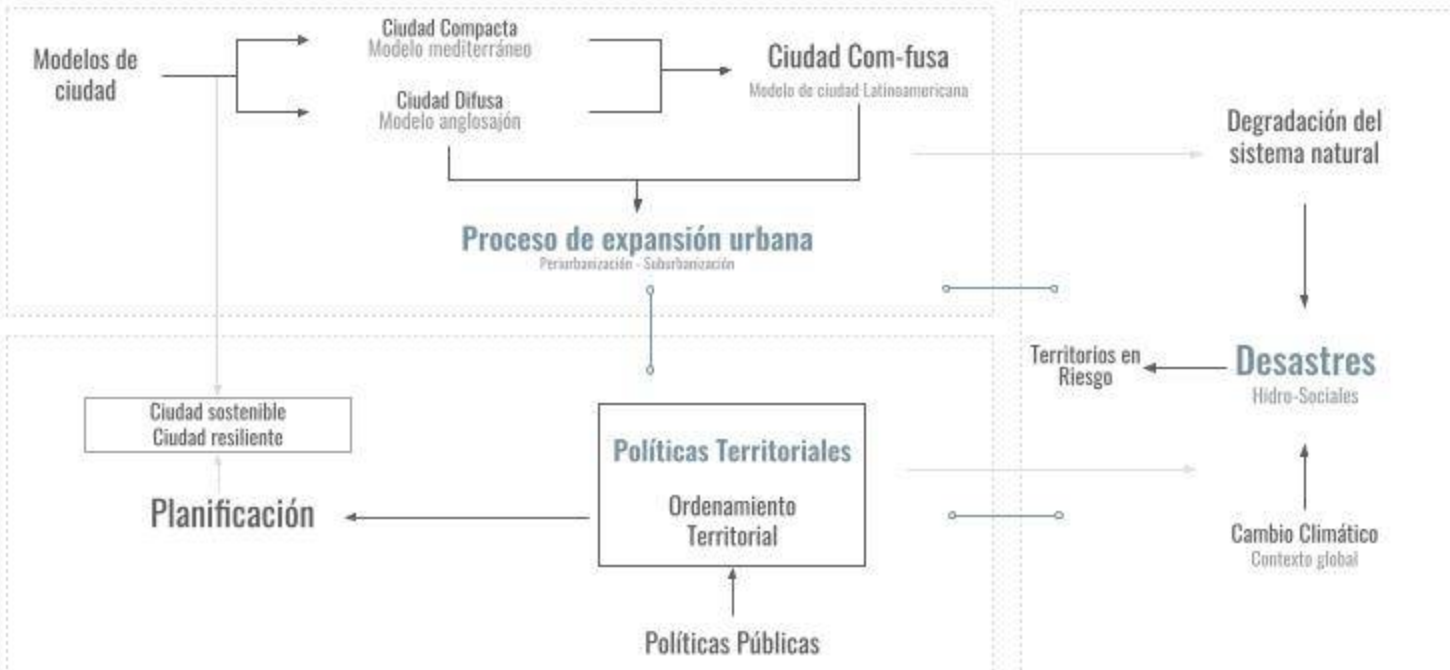 Modelos de
ciudad
Ciudad Compacta
Modelo mediterráneo
Ciudad Difusa
Modelo anglosajón
Ciudad Com-fusa
Modelo de ciudad Latinoamericana
Proceso de expansión urbana
Periurbanización - Suburbanización
Degradación del
sistema natural
Territorios en
Riesgo
Desastres
Hidro-Sociales
Cambio Climático
Contexto global
Ciudad sostenible
Ciudad resiliente
Planificación
Políticas Territoriales
Ordenamiento
Territorial
Políticas Públicas